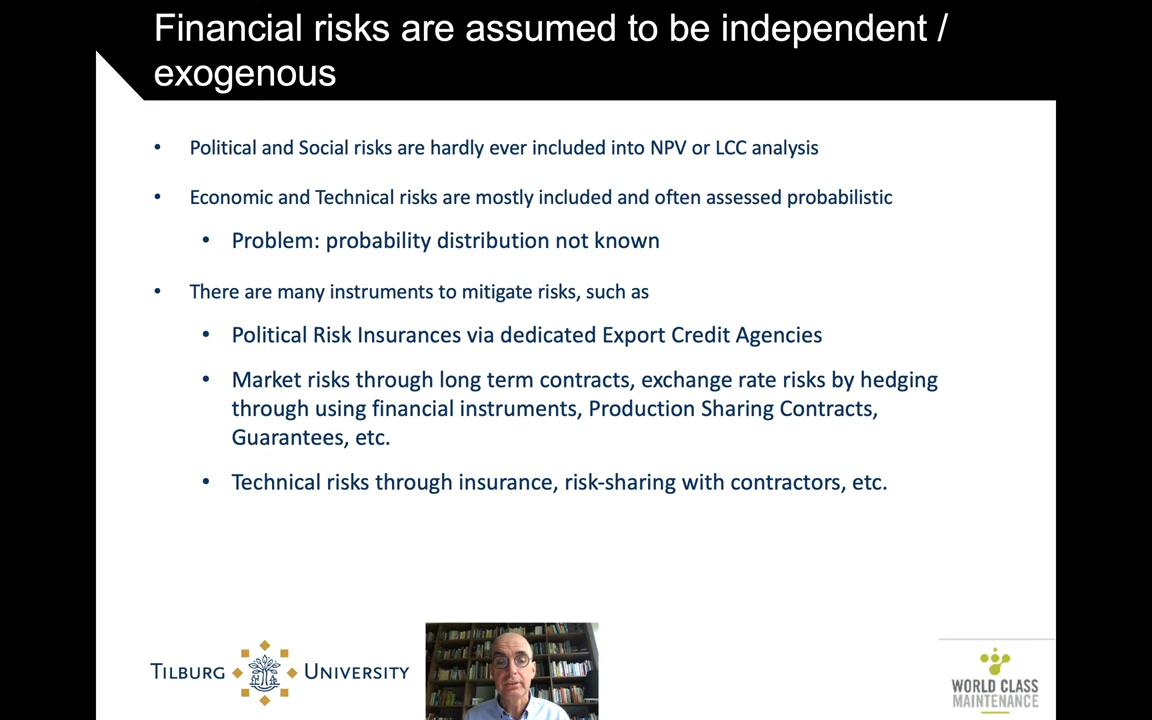 Financial risks are assumed to be independent /
exogenous
• Political and Social risks are hardly ever included into NPV or LCC analysis
• Economic and Technical risks are mostly included and often assessed probabilistic
• Problem: probability distribution not known
• There are many instruments to mitigate risks, such as
• Political Risk Insurances via dedicated Export Credit Agencies
• Market risks through long term contracts, exchange rate risks by hedging
through using financial instruments, Production Sharing Contracts,
Guarantees, etc.
• Technical risks through insurance, risk-sharing with contractors, etc.
TILBURG UNIVERSITY
WORLD CLASS
MAINTENANCE